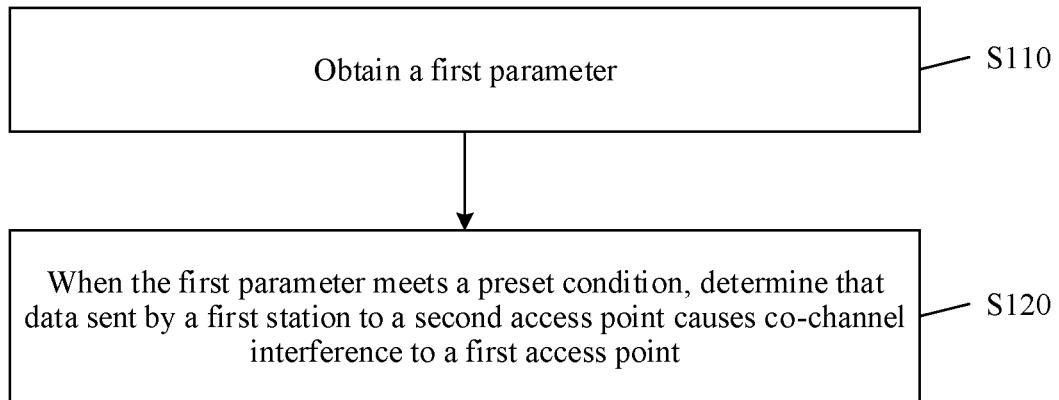 Obtain a first parameter
S110
When the first parameter meets a preset condition, determine that
data sent by a first station to a second access point causes co-channel
interference to a first access point
S120